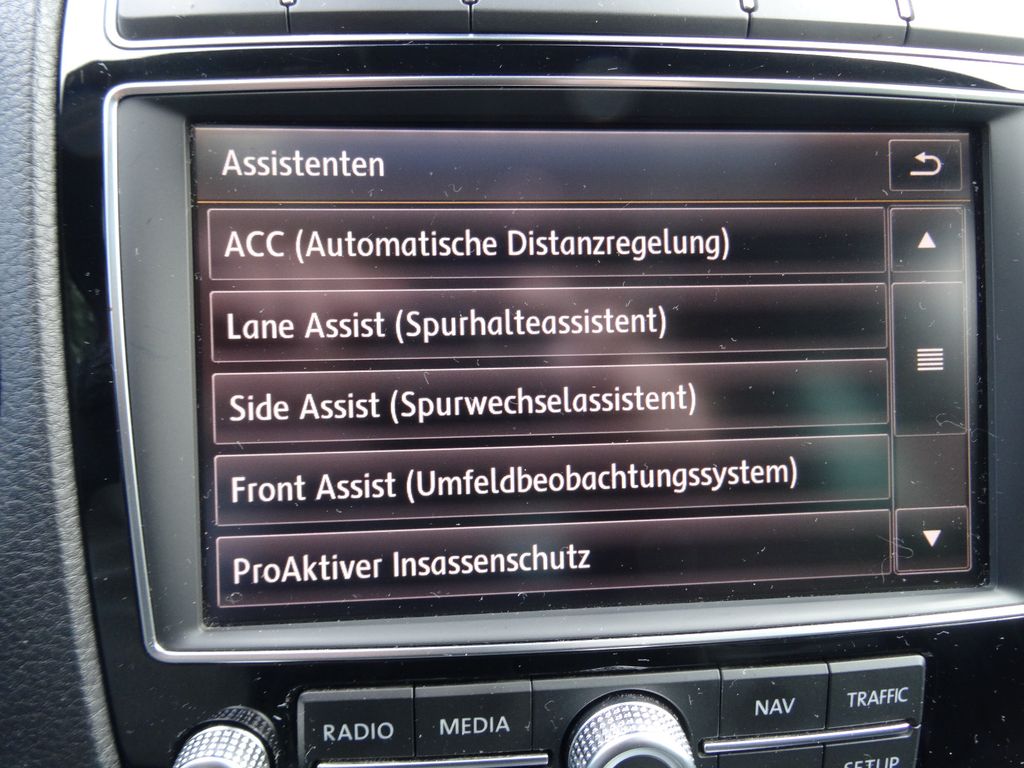 Assistenten
ACC (Automatische Distanzregelung)
Lane Assist (Spurhalteassistent)
Side Assist (Spurwechselassistent)
Front Assist (Umfeldbeobachtungssystem)
ProAktiver Insassenschutz
RADIO
MEDIA
NAV
TRAFFIC
SETUP